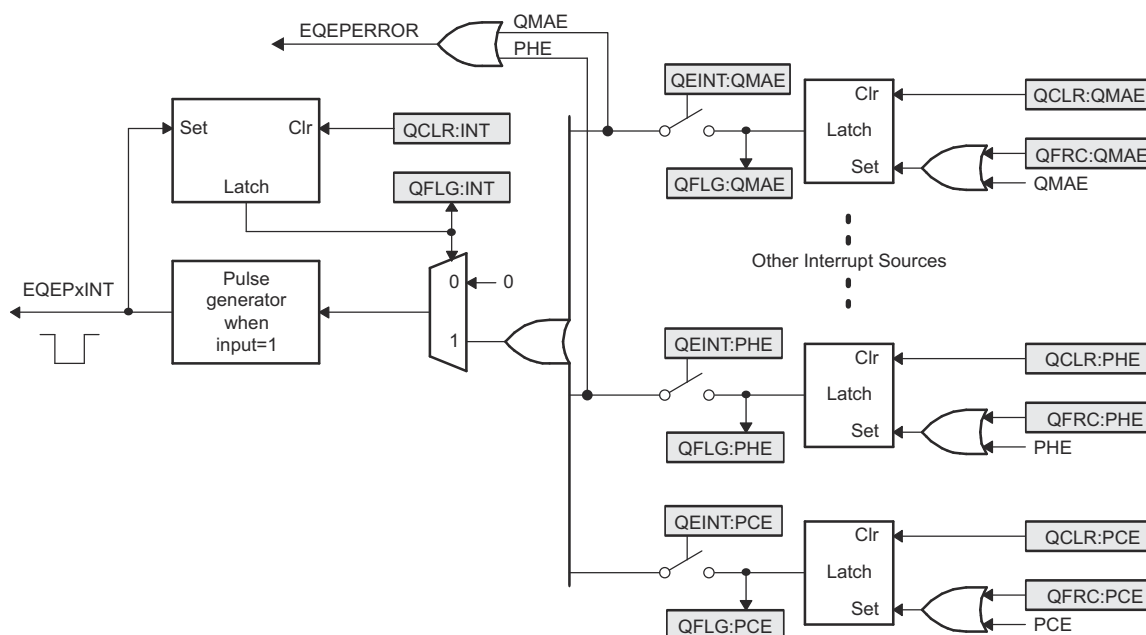 EQEPERROR
QMAE
PHE
Set
Clr
Latch
QCLR:INT
QFLG:INT
EQEPxINT
Pulse
generator
when
input=1
0
0
1
QEINT:QMAE
QFLG:QMAE
Clr
Latch
Set
QCLR:QMAE
QFRC:QMAE
QMAE
Other Interrupt Sources
QEINT:PHE
QFLG:PHE
Clr
Latch
Set
QCLR:PHE
QFRC:PHE
PHE
QEINT:PCE
QFLG:PCE
Clr
Latch
Set
QCLR:PCE
QFRC:PCE
PCE